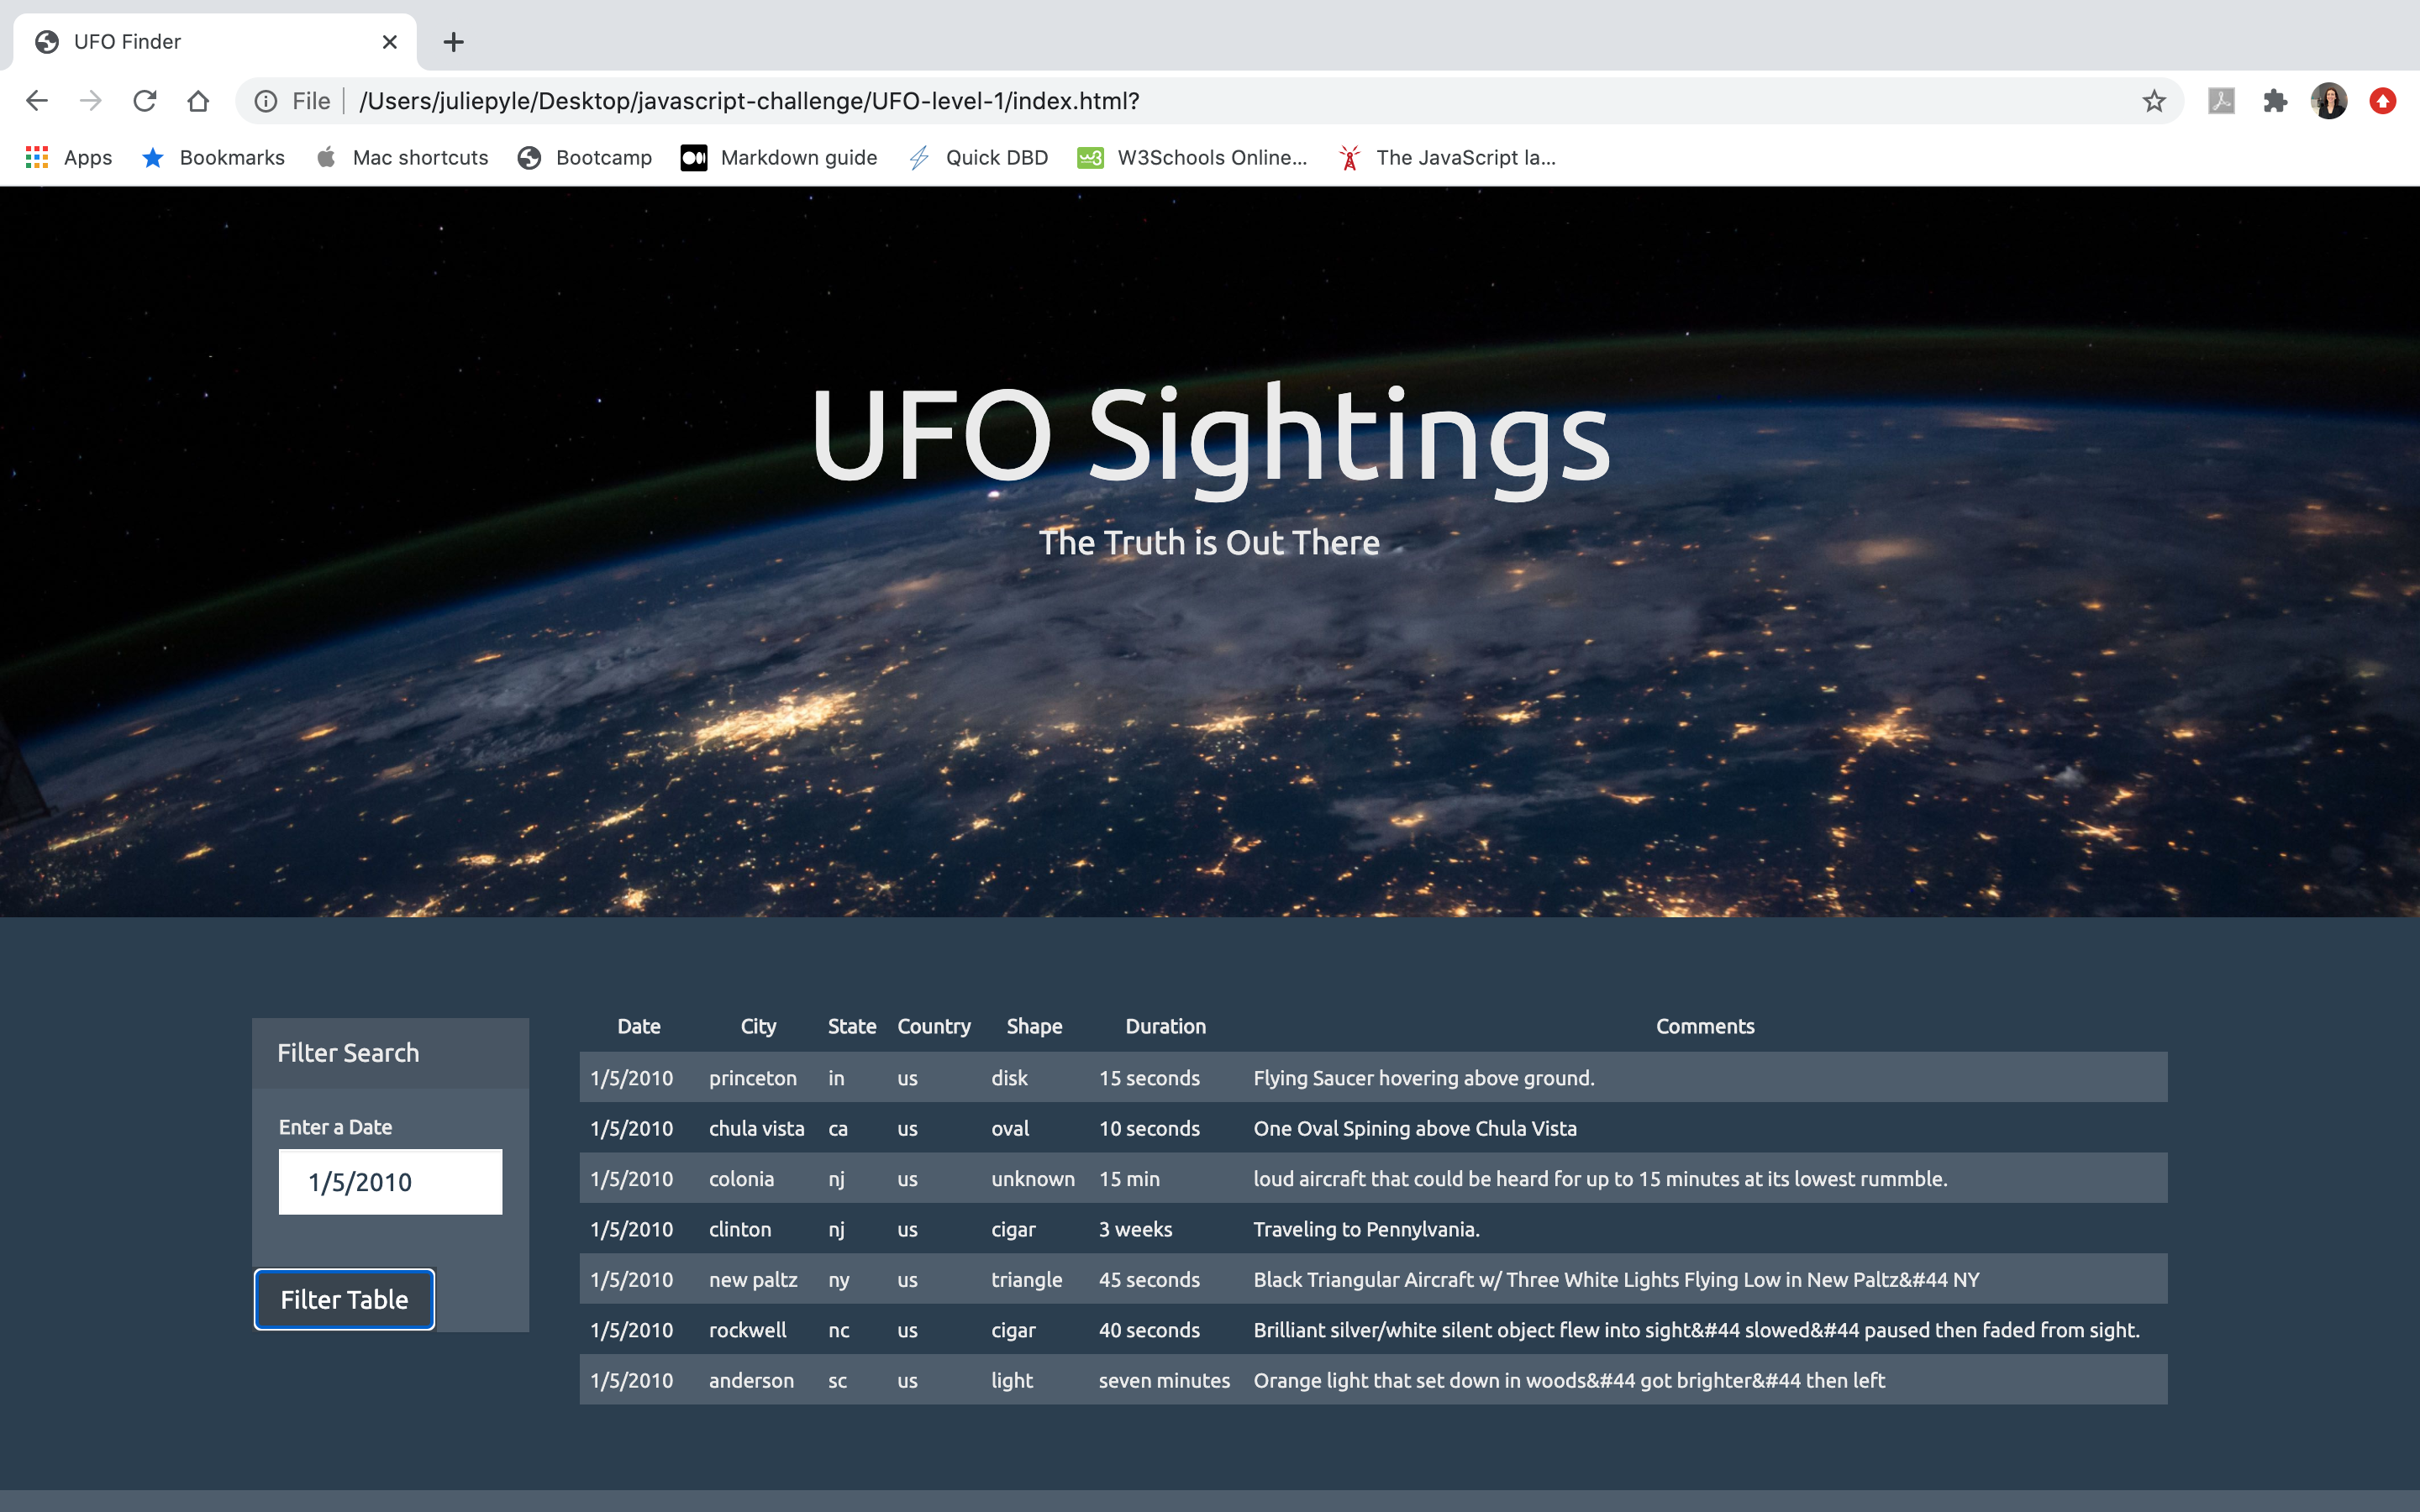 UFO Finder
File /Users/juliepyle/Desktop/javascript-challenge/UFO-level-1/index.html?
Apps Bookmarks Mac shortcuts Bootcamp Markdown guide Quick DBD W3Schools Online... The JavaScript la...
UFO Sightings
The Truth is Out There
Filter Search
Enter a Date
1/5/2010
Filter Table
Date City State Country Shape Duration Comments
1/5/2010 princeton in us disk 15 seconds Flying Saucer hovering above ground.
1/5/2010 chula vista ca us oval 10 seconds One Oval Spining above Chula Vista
1/5/2010 colonia nj us unknown 15 min loud aircraft that could be heard for up to 15 minutes at its lowest rummble.
1/5/2010 clinton nj us cigar 3 weeks Traveling to Pennylvania.
1/5/2010 new paltz ny us triangle 45 seconds Black Triangular Aircraft w/ Three White Lights Flying Low in New Paltz&#44 NY
1/5/2010 rockwell nc us cigar 40 seconds Brilliant silver/white silent object flew into sight&#44 slowed&#44 paused then faded from sight.
1/5/2010 anderson sc us light seven minutes Orange light that set down in woods&#44 got brighter&#44 then left